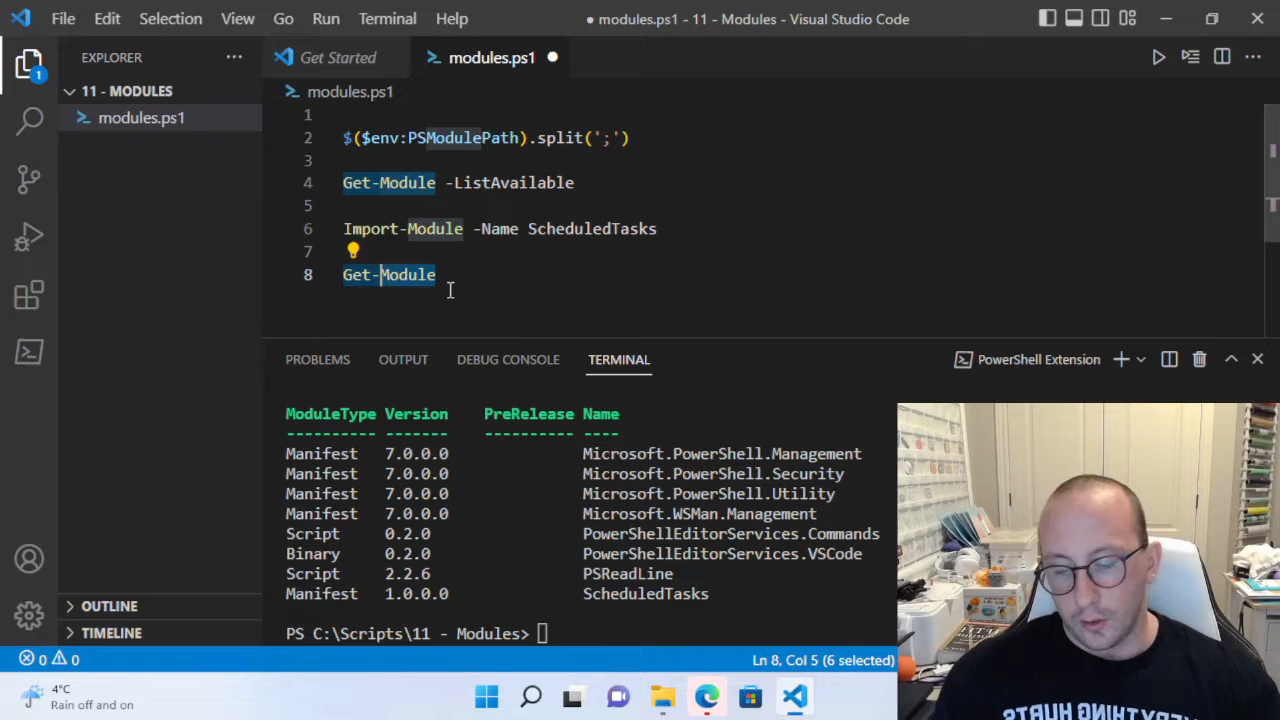 File Edit Selection View Go Run Terminal Help
● modules.ps1 - 11 - Modules - Visual Studio Code
1
EXPLORER
11 - MODULES
modules.ps1
Get Started
modules.ps1
modules.ps1
1
2 $($env:PSModulePath).split(';')
3
4 Get-Module -ListAvailable
5
6 Import-Module -Name ScheduledTasks
7
8 Get-Module
PROBLEMS OUTPUT DEBUG CONSOLE TERMINAL
PowerShell Extension
ModuleType Version PreRelease Name
---------- ------- ---------- ----
Manifest 7.0.0.0 Microsoft.PowerShell.Management
Manifest 7.0.0.0 Microsoft.PowerShell.Security
Manifest 7.0.0.0 Microsoft.PowerShell.Utility
Manifest 7.0.0.0 Microsoft.WSMan.Management
Script 0.2.0 PowerShellEditorServices.Commands
Binary 0.2.0 PowerShellEditorServices.VSCode
Script 2.2.6 PSReadLine
Manifest 1.0.0.0 ScheduledTasks
PS C:\Scripts\11 - Modules>
OUTLINE
TIMELINE
0 0
Ln 8, Col 5 (6 selected)
4°C
Rain off and on
EVERYTHING HURTS